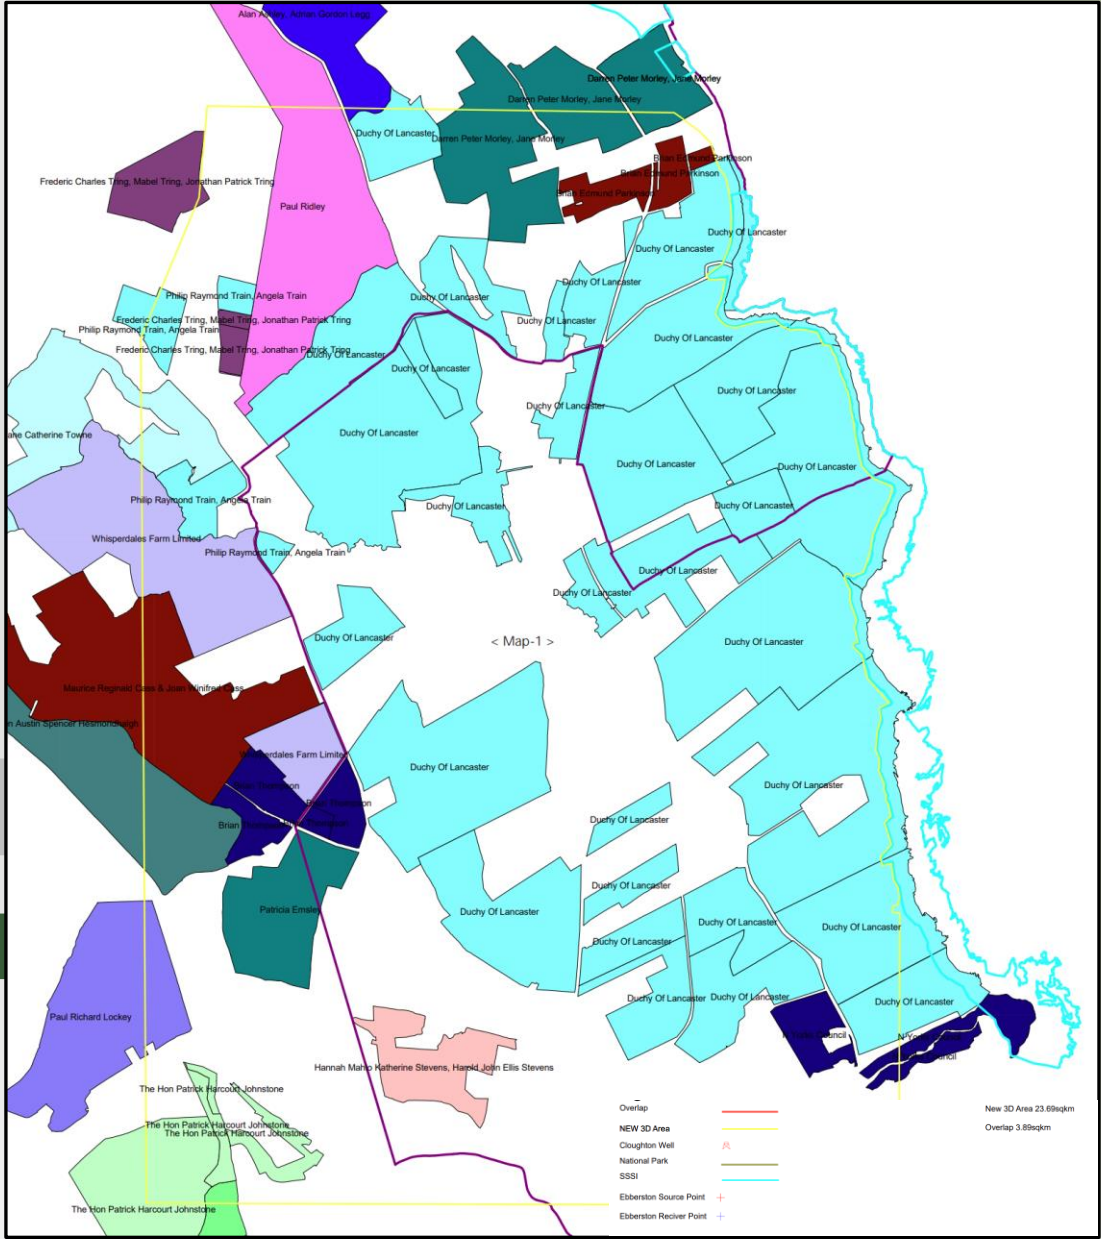 Alan Ashley, Adrian Gordon Legg
Darren Peter Morley, Jane Morley
Darren Peter Morley, Jane Morley
Duchy Of Lancaster
Darren Peter Morley, Jane Morley
Brian Edmund Parkinson
Brian Edmund Parkinson
Frederic Charles Tring, Mabel Tring, Jonathan Patrick Tring
Brian Edmund Parkinson
Paul Ridley
Duchy Of Lancaster
Duchy Of Lancaster
Duchy Of Lancaster
Philip Raymond Train, Angela Train
Duchy Of Lancaster
Frederic Charles Tring, Mabel Tring, Jonathan Patrick Tring
Duchy Of Lancaster
Philip Raymond Train, Angela Train
Duchy Of Lancaster
Frederic Charles Tring, Mabel Tring, Jonathan Patrick Tring
Duchy Of Lancaster
Duchy Of Lancaster
Duchy Of Lancaster
Duchy Of Lancaster
Duchy Of Lancaster
ane Catherine Towne
Duchy Of Lancaster
Duchy Of Lancaster
Philip Raymond Train, Angela Train
Duchy Of Lancaster
Duchy Of Lancaster
Whisperdales Farm Limited
Philip Raymond Train, Angela Train
Duchy Of Lancaster
Duchy Of Lancaster
Duchy Of Lancaster
< Map-1 >
Duchy Of Lancaster
Maurice Reginald Cass & Joan Winifred Cass
n Austin Spencer Hesmondhalgh
Whisperdales Farm Limite
Duchy Of Lancaster
Duchy Of Lancaster
Brian
Duchy Of Lancaster
Patricia Emsley
Duchy Of Lancaster
Duchy Of Lancaster
Duchy Of Lancaster
Duchy Of Lancaster
Duchy Of Lancaster
Duchy Of Lancaster
Duchy Of Lancaster
Duchy Of Lancaster
Paul Richard Lockey
N Yorks Council
N Yorks Council
Council
Hannah Katherine Stevens, Harold John Ellis Stevens
The Hon Patrick Harcourt Johnstone
The Hon Patrick Harcourt Johnstone
The Hon Patrick Harcourt Johnstone
The Hon Patrick Harcourt Johnstone
Overlap
New 3D Area 23.69sqkm
NEW 3D Area
Overlap 3.89sqkm
Cloughton Well
National Park
SSSI
Ebberston Source Point
Ebberston Reciver Point